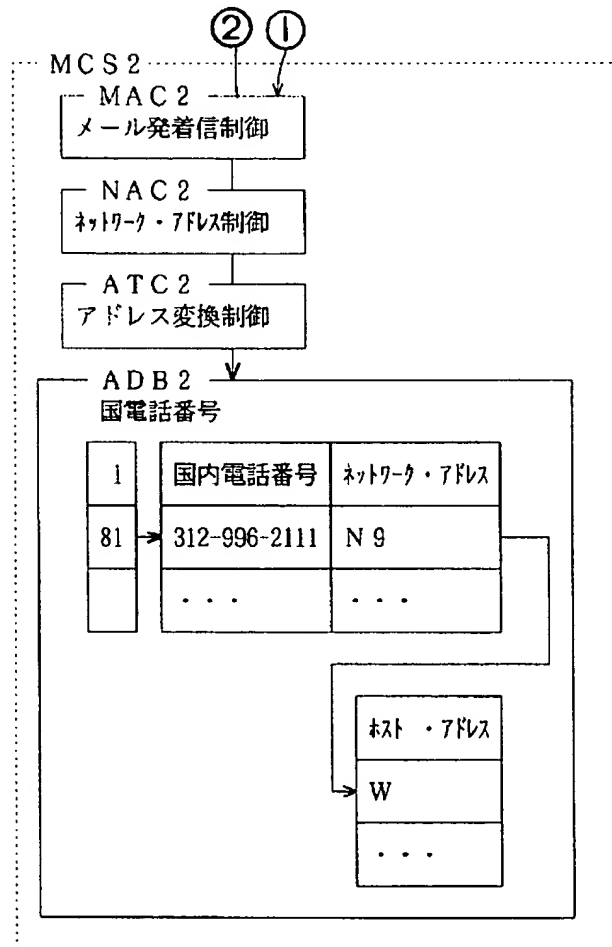 ② ①
MCS2
MAC2
メール発着信制御
NAC2
ネットワーク・アドレス制御
ATC2
アドレス変換制御
ADB2
国電話番号
1 国内電話番号 ネットワーク・アドレス
81 312-996-2111 N9
・・・ ・・・
ホスト ・アドレス
W
・・・